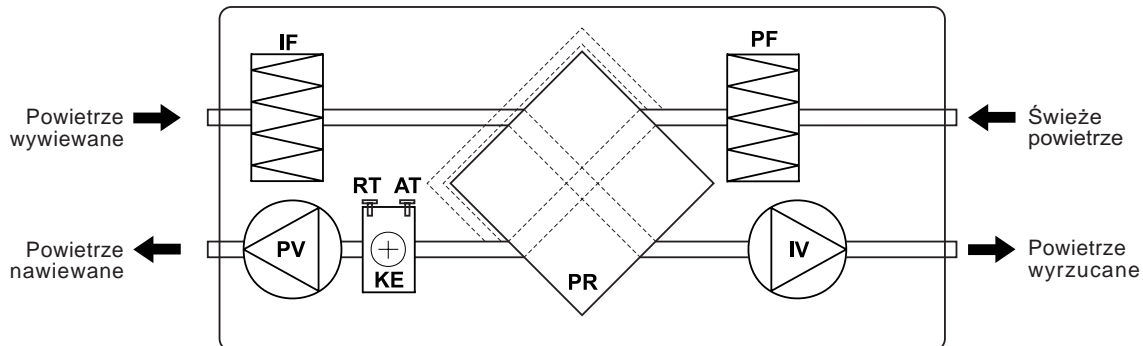 IF
PF
Powietrze
wywiewane
Świeże
powietrze
RT AT
PV
KE
PR
IV
Powietrze
nawiewane
Powietrze
wyrzucane